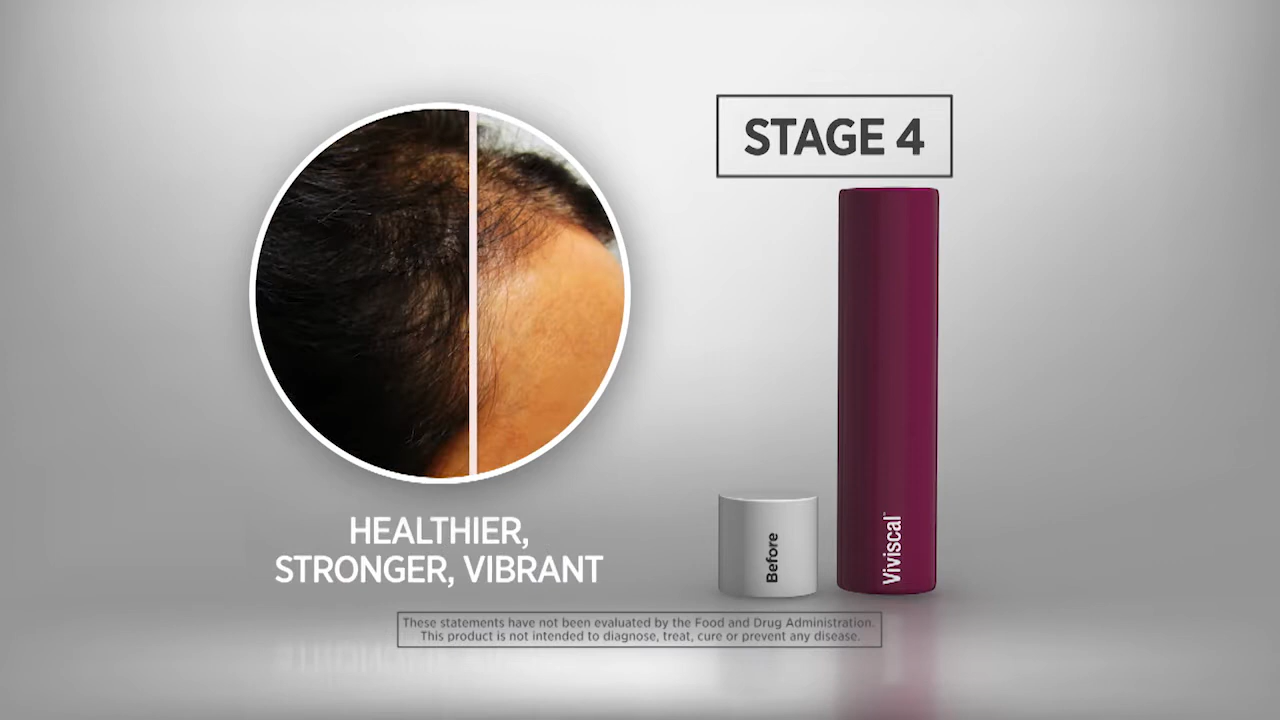 STAGE 4
HEALTHIER,
STRONGER, VIBRANT
Before
Viviscal™
These statements have not been evaluated by the Food and Drug Administration.
This product is not intended to diagnose, treat, cure or prevent any disease.